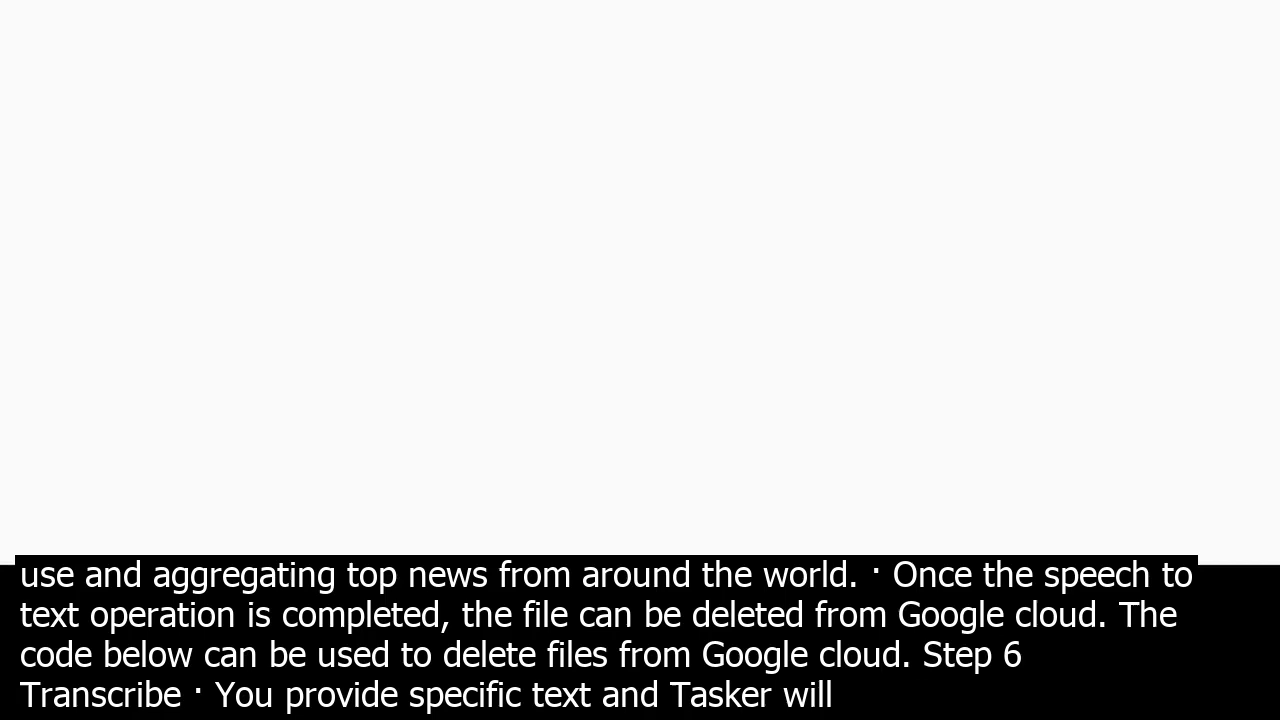 use and aggregating top news from around the world. · Once the speech to
text operation is completed, the file can be deleted from Google cloud. The
code below can be used to delete files from Google cloud. Step 6
Transcribe · You provide specific text and Tasker will